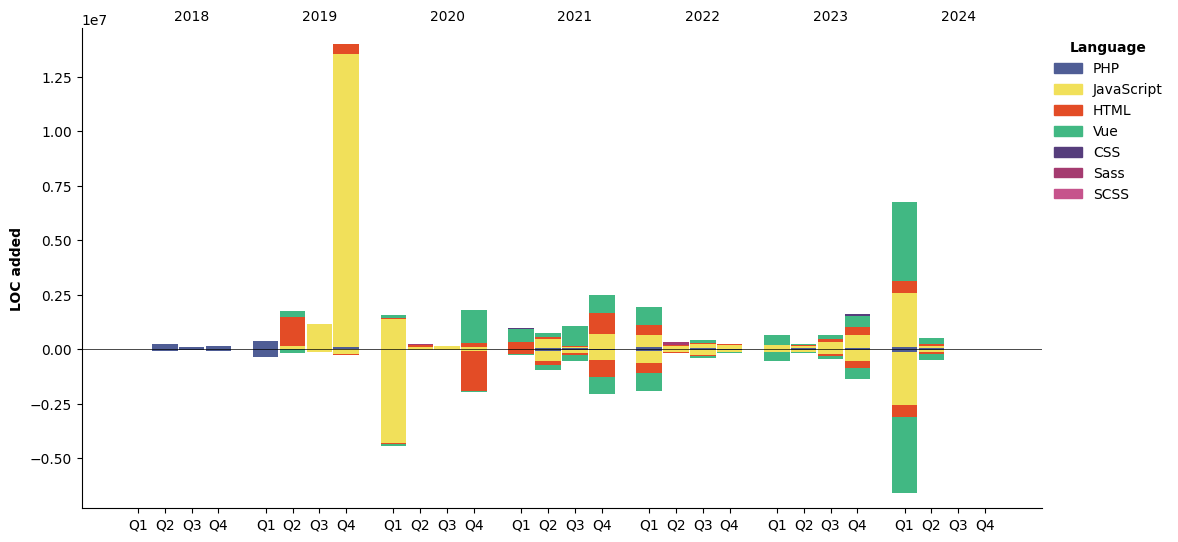 2018 2019 2020 2021 2022 2023 2024
1e7
Language
PHP
JavaScript
HTML
Vue
CSS
Sass
SCSS
1.25
1.00
0.75
0.50
0.25
0.00
−0.25
−0.50
LOC added
Q1 Q2 Q3 Q4 Q1 Q2 Q3 Q4 Q1 Q2 Q3 Q4 Q1 Q2 Q3 Q4 Q1 Q2 Q3 Q4 Q1 Q2 Q3 Q4 Q1 Q2 Q3 Q4